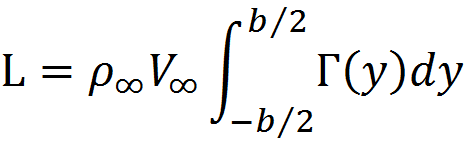 L = ρ∞V∞ ∫_{-b/2}^{b/2} Γ(y)dy